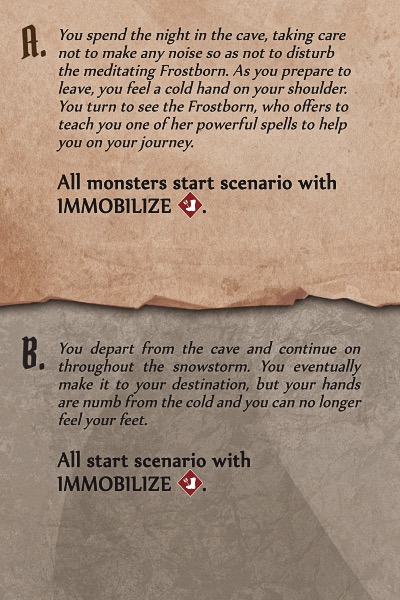 A.
You spend the night in the cave, taking care
not to make any noise so as not to disturb
the meditating Frostborn. As you prepare to
leave, you feel a cold hand on your shoulder.
You turn to see the Frostborn, who offers to
teach you one of her powerful spells to help
you on your journey.
All monsters start scenario with
IMMOBILIZE.
B.
You depart from the cave and continue on
throughout the snowstorm. You eventually
make it to your destination, but your hands
are numb from the cold and you can no longer
feel your feet.
All start scenario with
IMMOBILIZE.